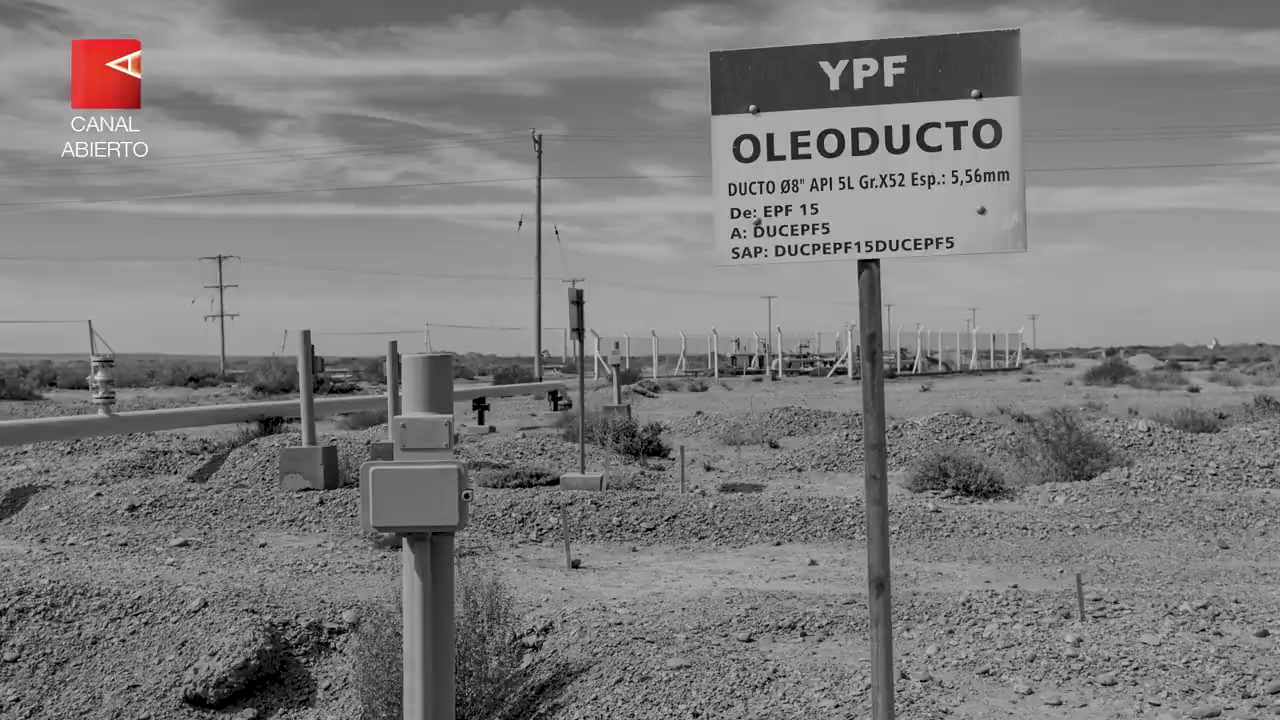 CANAL
ABIERTO
YPF
OLEODUCTO
DUCTO Ø8" API 5L Gr.X52 Esp.: 5,56mm
De: EPF 15
A: DUCEPF5
SAP: DUCPEPF15DUCEPF5